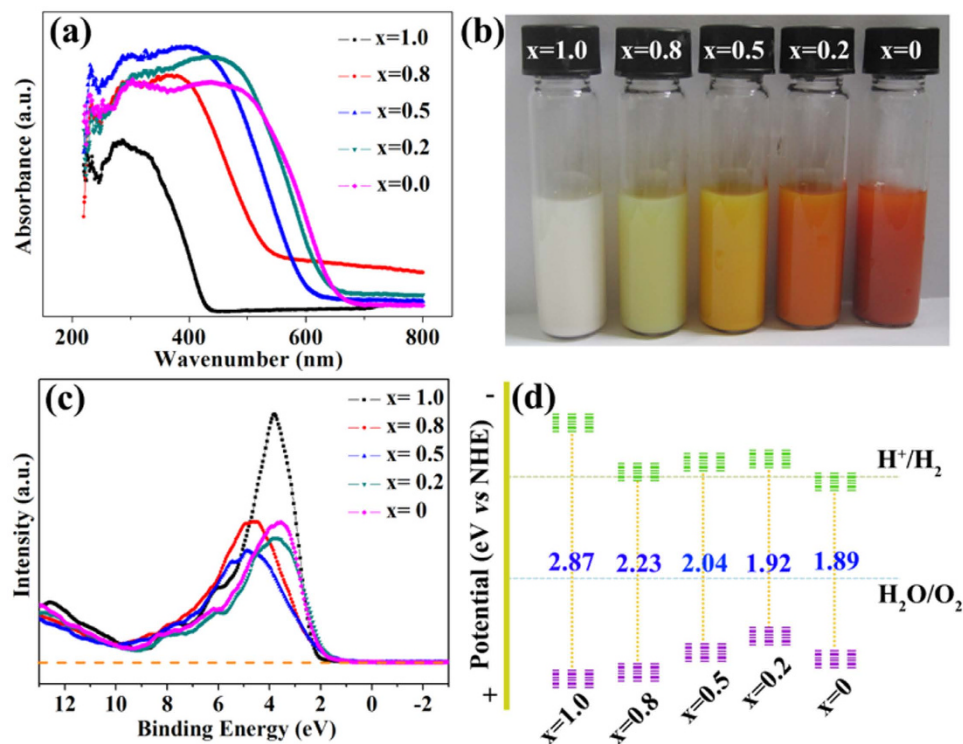 (a)
x=1.0
x=0.8
x=0.5
x=0.2
x=0.0
Absorbance (a.u.)
200 400 600 800
Wavenumber (nm)
(b)
x=1.0 x=0.8 x=0.5 x=0.2 x=0
(c)
x= 1.0
x= 0.8
x= 0.5
x= 0.2
x= 0
Intensity (a.u.)
12 10 8 6 4 2 0 -2
Binding Energy (eV)
(d)
-
Potential (eV vs NHE)
+
H⁺/H₂
2.87 2.23 2.04 1.92 1.89
H₂O/O₂
x=1.0 x=0.8 x=0.5 x=0.2 x=0